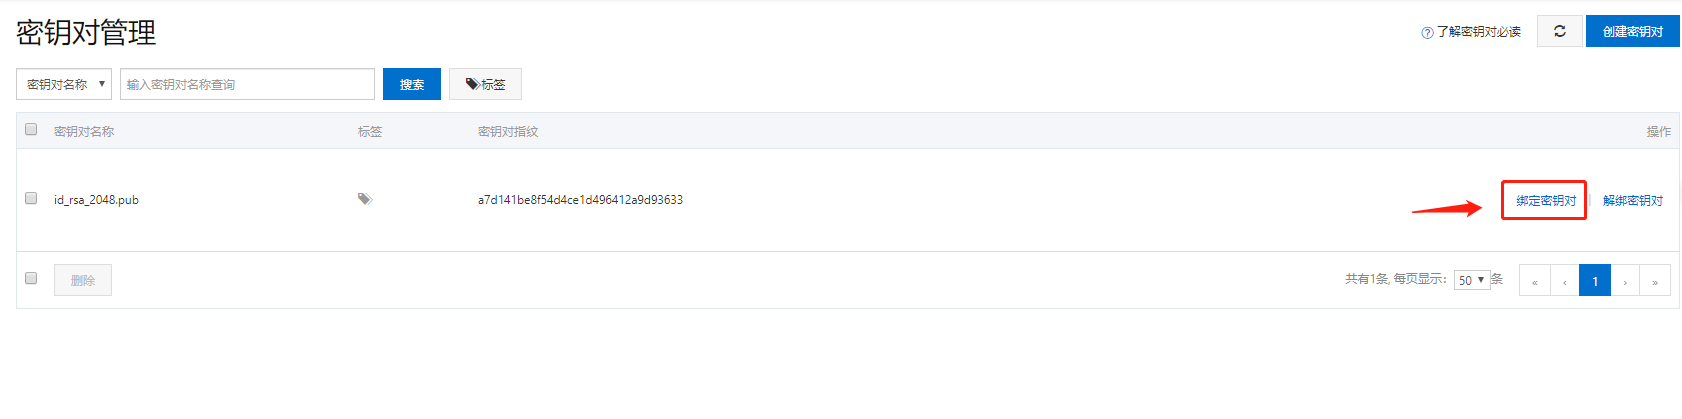 密钥对管理
了解密钥对必读
创建密钥对
密钥对名称
输入密钥对名称查询
搜索
标签
密钥对名称 标签 密钥对指纹 操作
id_rsa_2048.pub a7d141be8f54d4ce1d496412a9d93633 绑定密钥对 | 解绑密钥对
删除
共有1条, 每页显示: 50 条 « ‹ 1 › »